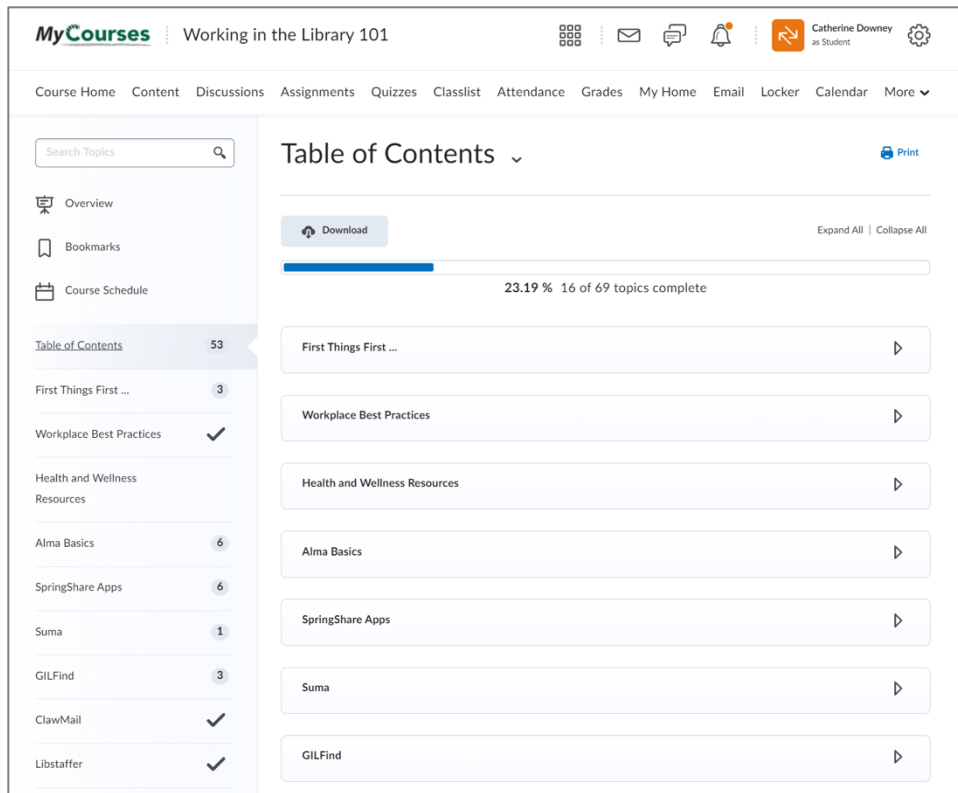 MyCourses Working in the Library 101 Catherine Downey
as Student
Course Home Content Discussions Assignments Quizzes Classlist Attendance Grades My Home Email Locker Calendar More
Search Topics
Overview
Bookmarks
Course Schedule
Table of Contents 53
First Things First ... 3
Workplace Best Practices
Health and Wellness
Resources
Alma Basics 6
SpringShare Apps 6
Suma 1
GILFind 3
ClawMail
Libstaffer
Table of Contents Print
Download Expand All | Collapse All
23.19 % 16 of 69 topics complete
First Things First ...
Workplace Best Practices
Health and Wellness Resources
Alma Basics
SpringShare Apps
Suma
GILFind